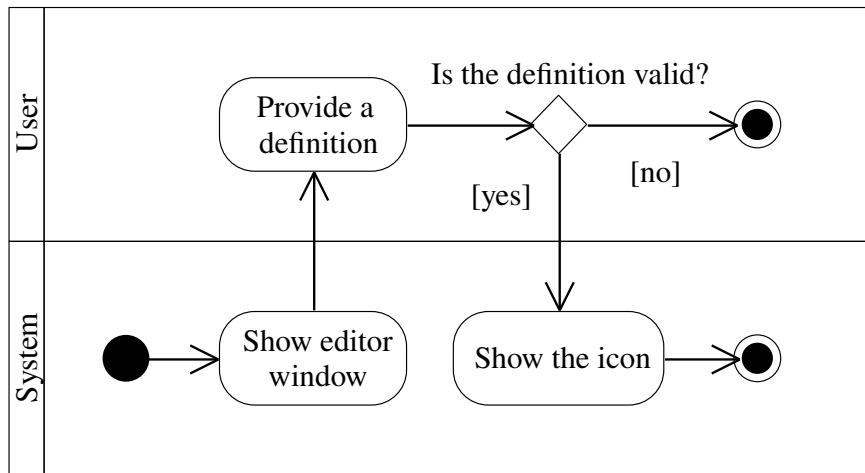 User
Is the definition valid?
Provide a
definition
[yes]
[no]
System
Show editor
window
Show the icon